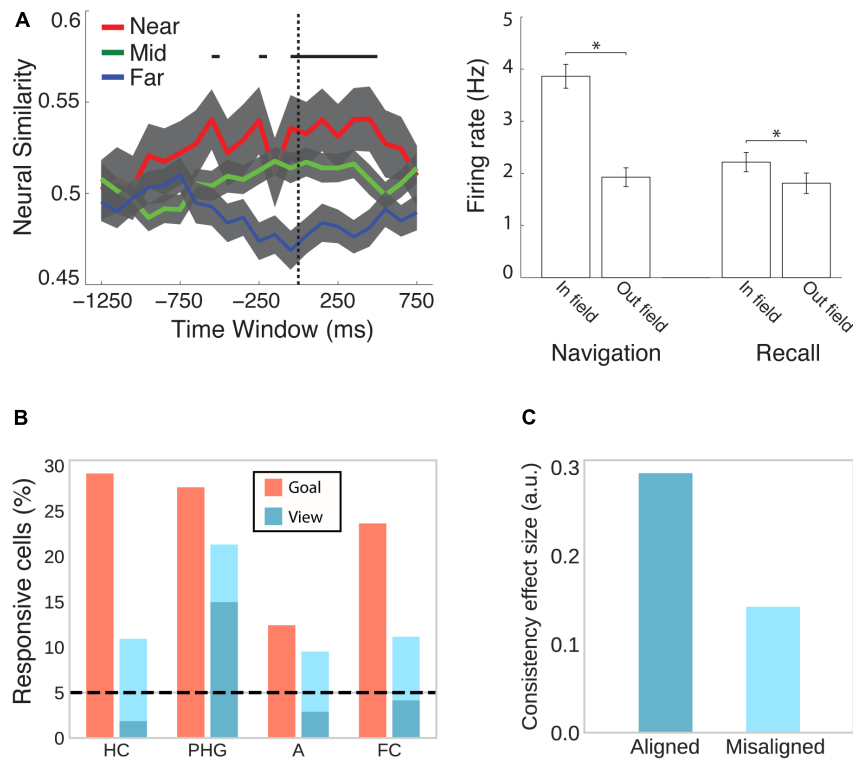 A
Neural Similarity
0.6
0.55
0.5
0.45
Near
Mid
Far
−1250 −750 −250 250 750
Time Window (ms)
Firing rate (Hz)
5
4
3
2
1
0
*
*
In field
Out field
In field
Out field
Navigation Recall
B
Responsive cells (%)
30
25
20
15
10
5
0
Goal
View
HC PHG A FC
C
Consistency effect size (a.u.)
0.3
0.2
0.1
0.0
Aligned Misaligned